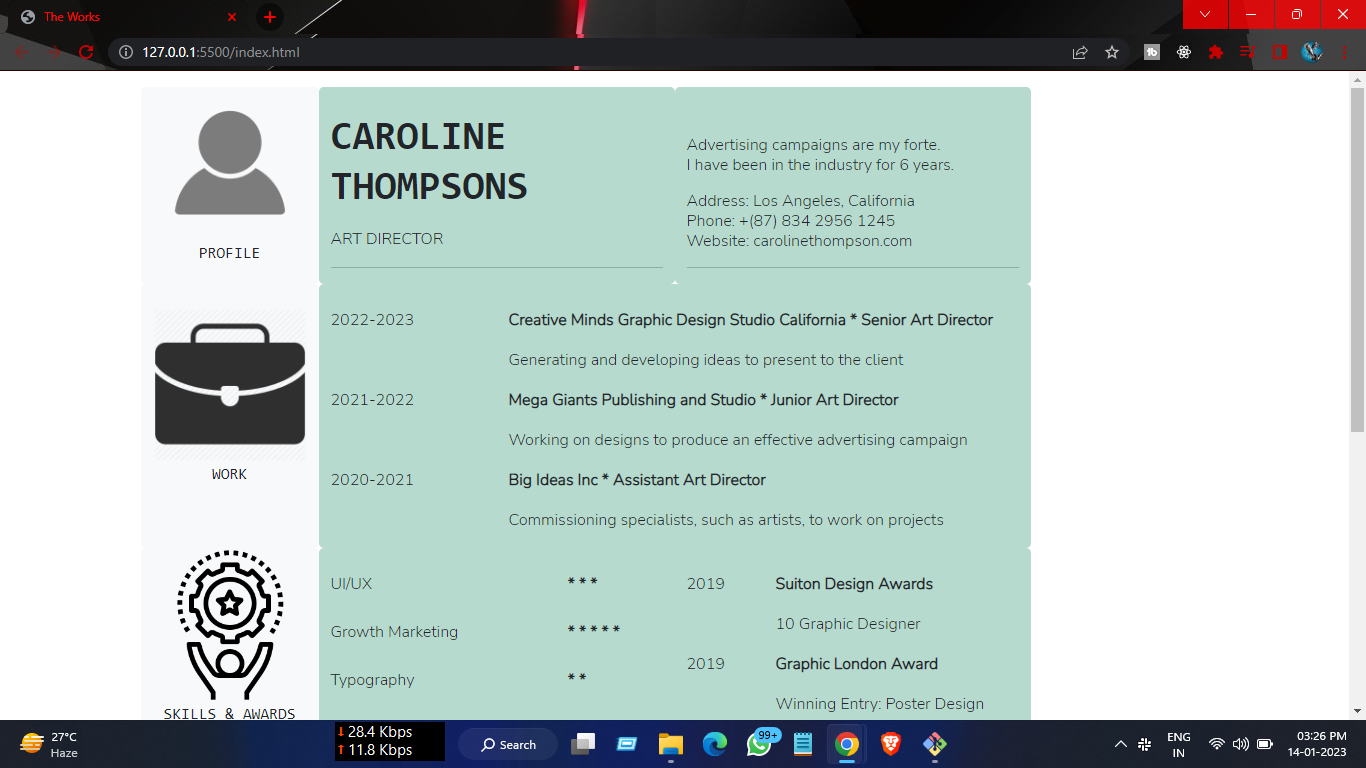 The Works
127.0.0.1:5500/index.html
tb
PROFILE
CAROLINE
THOMPSONS
ART DIRECTOR
Advertising campaigns are my forte.
I have been in the industry for 6 years.
Address: Los Angeles, California
Phone: +(87) 834 2956 1245
Website: carolinethompson.com
WORK
2022-2023
Creative Minds Graphic Design Studio California * Senior Art Director
Generating and developing ideas to present to the client
2021-2022
Mega Giants Publishing and Studio * Junior Art Director
Working on designs to produce an effective advertising campaign
2020-2021
Big Ideas Inc * Assistant Art Director
Commissioning specialists, such as artists, to work on projects
SKILLS & AWARDS
UI/UX
* * *
Growth Marketing
* * * * *
Typography
* *
2019
Suiton Design Awards
10 Graphic Designer
2019
Graphic London Award
Winning Entry: Poster Design
27°C
Haze
28.4 Kbps
11.8 Kbps
Search
99+
ENG
IN
03:26 PM
14-01-2023